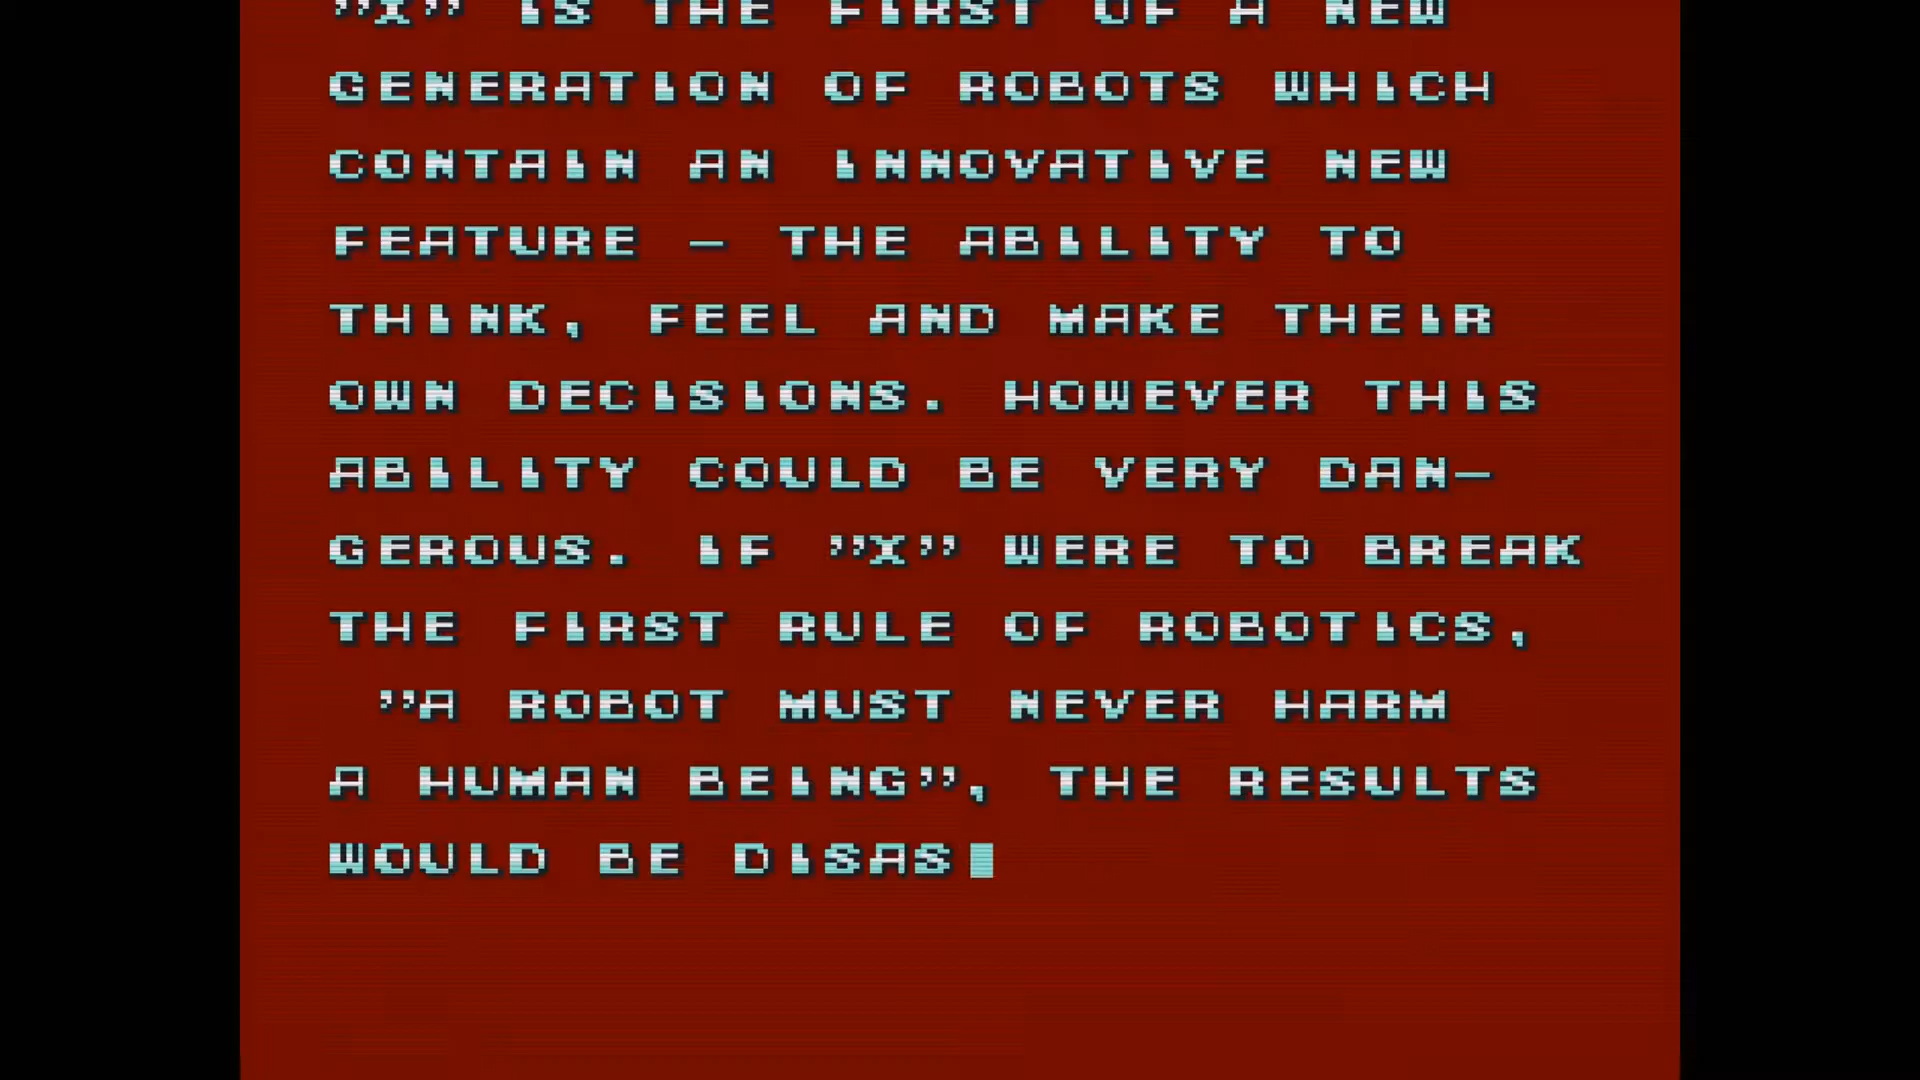 "X" IS THE FIRST OF A NEW
GENERATION OF ROBOTS WHICH
CONTAIN AN INNOVATIVE NEW
FEATURE – THE ABILITY TO
THINK, FEEL AND MAKE THEIR
OWN DECISIONS. HOWEVER THIS
ABILITY COULD BE VERY DAN–
GEROUS. IF "X" WERE TO BREAK
THE FIRST RULE OF ROBOTICS,
"A ROBOT MUST NEVER HARM
A HUMAN BEING", THE RESULTS
WOULD BE DISAS